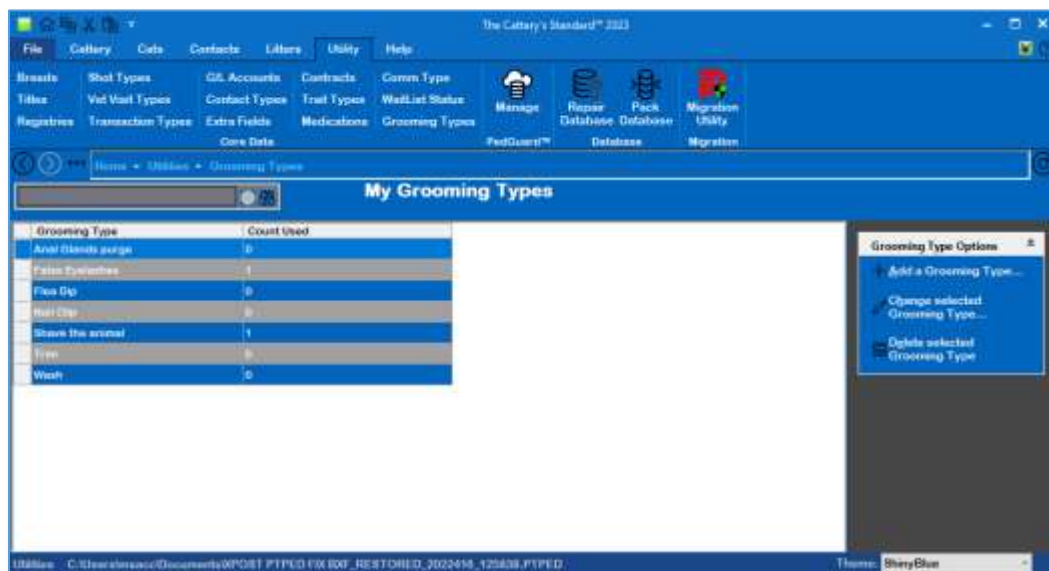 The Cattery's Standard™ 2023
File Cattery Cats Contacts Litters Utility Help
Breeds Shot Types G/L Accounts Contracts Comm Type
Titles Vet Visit Types Contact Types Trait Types WaitList Status
Registries Transaction Types Extra Fields Medications Grooming Types
Manage Repair Database Pack Database Migration Utility
Core Data PedGuard™ Database Migration
Home Utilities Grooming Types
My Grooming Types
Grooming Type Count Used
Anal Glands purge 0
False Eyelashes 1
Flea Dip 0
Nail Clip 0
Shave the animal 1
Trim 0
Wash 0
Grooming Type Options
Add a Grooming Type...
Change selected
Grooming Type...
Delete selected
Grooming Type
Utilities
Theme: ShinyBlue